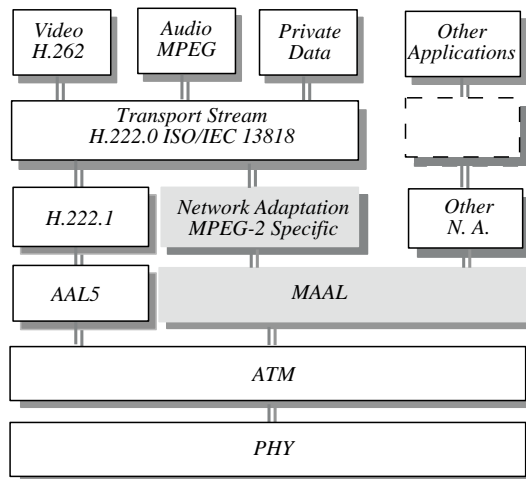 Video
H.262
Audio
MPEG
Private
Data
Other
Applications
Transport Stream
H.222.0 ISO/IEC 13818
H.222.1
Network Adaptation
MPEG-2 Specific
Other
N. A.
AAL5
MAAL
ATM
PHY